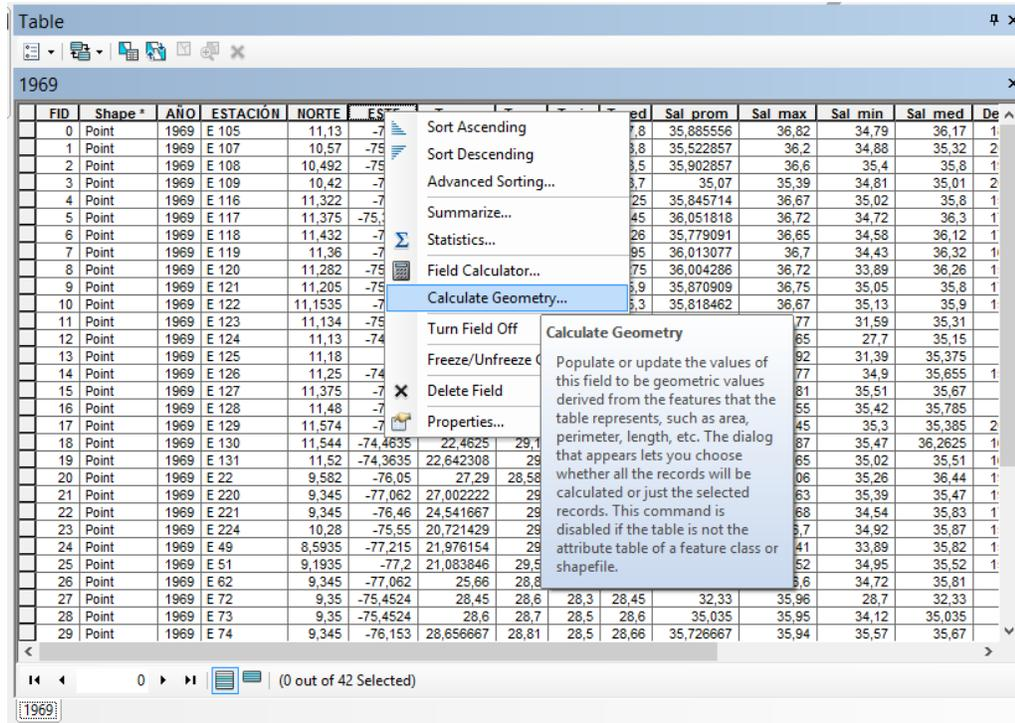 Table
1969
FID Shape * AÑO ESTACIÓN NORTE Sal prom Sal max Sal min Sal med
0 Point 1969 E 105 11,13 35,885556 36,82 34,79 36,17
1 Point 1969 E 107 10,57 35,522857 36,2 34,88 35,32
2 Point 1969 E 108 10,492 35,902857 36,6 35,4 35,8
3 Point 1969 E 109 10,42 35,07 35,39 34,81 35,01
4 Point 1969 E 116 11,322 35,845714 36,67 35,02 35,8
5 Point 1969 E 117 11,375 36,051818 36,72 34,72 36,3
6 Point 1969 E 118 11,432 35,779091 36,65 34,58 36,12
7 Point 1969 E 119 11,36 36,013077 36,7 34,43 36,32
8 Point 1969 E 120 11,282 36,004286 36,72 33,89 36,26
9 Point 1969 E 121 11,205 35,870909 36,75 35,05 35,8
10 Point 1969 E 122 11,1535 35,818462 36,67 35,13 35,9
11 Point 1969 E 123 11,134 31,59 35,31
12 Point 1969 E 124 11,13 27,7 35,15
13 Point 1969 E 125 11,18 31,39 35,375
14 Point 1969 E 126 11,25 34,9 35,655
15 Point 1969 E 127 11,375 35,51 35,67
16 Point 1969 E 128 11,48 35,42 35,785
17 Point 1969 E 129 11,574 35,3 35,385
18 Point 1969 E 130 11,544 -74,4635 22,4625 29,1 35,47 36,2625
19 Point 1969 E 131 11,52 -74,3635 22,642308 29 35,02 35,51
20 Point 1969 E 22 9,582 -76,05 27,29 28,58 35,26 36,44
21 Point 1969 E 220 9,345 -77,062 27,002222 29 35,39 35,47
22 Point 1969 E 221 9,345 -76,46 24,541667 29 34,54 35,83
23 Point 1969 E 224 10,28 -75,55 20,721429 29 34,92 35,87
24 Point 1969 E 49 8,5935 -77,215 21,976154 29 33,89 35,82
25 Point 1969 E 51 9,1935 -77,2 21,083846 29,5 34,95 35,52
26 Point 1969 E 62 9,345 -77,062 25,66 28,8 34,72 35,81
27 Point 1969 E 72 9,35 -75,4524 28,45 28,6 28,3 28,45 32,33 35,96 28,7 32,33
28 Point 1969 E 73 9,35 -75,4524 28,6 28,7 28,5 28,6 35,035 35,95 34,12 35,035
29 Point 1969 E 74 9,345 -76,153 28,656667 28,81 28,5 28,66 35,726667 35,94 35,57 35,67
Sort Ascending
Sort Descending
Advanced Sorting...
Summarize...
Statistics...
Field Calculator...
Calculate Geometry...
Turn Field Off
Freeze/Unfreeze
Delete Field
Properties...
Calculate Geometry
Populate or update the values of
this field to be geometric values
derived from the features that the
table represents, such as area,
perimeter, length, etc. The dialog
that appears lets you choose
whether all the records will be
calculated or just the selected
records. This command is
disabled if the table is not the
attribute table of a feature class or
shapefile.
0 (0 out of 42 Selected)
1969